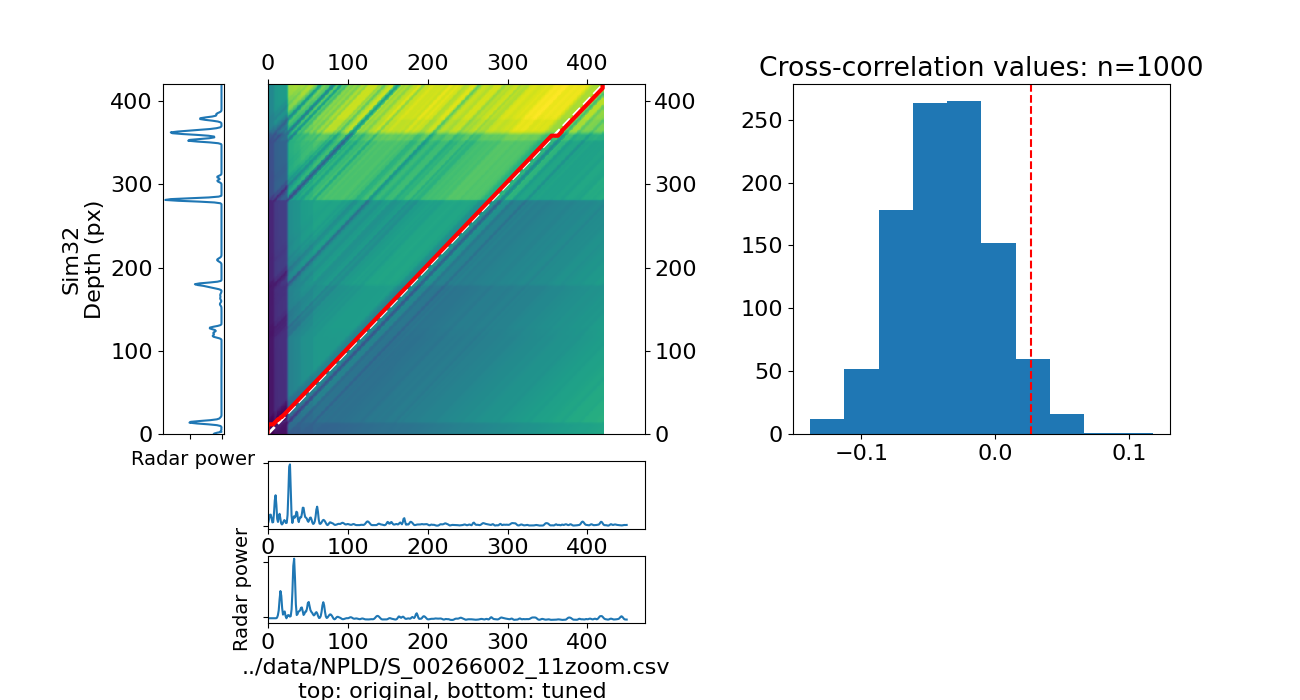 Cross-correlation values: n=1000
0 100 200 300 400
400
300
200
100
0
Sim32
Depth (px)
400
300
200
100
0
250
200
150
100
50
0
−0.1 0.0 0.1
Radar power
0 100 200 300 400
Radar power
0 100 200 300 400
../data/NPLD/S_00266002_11zoom.csv
top: original, bottom: tuned